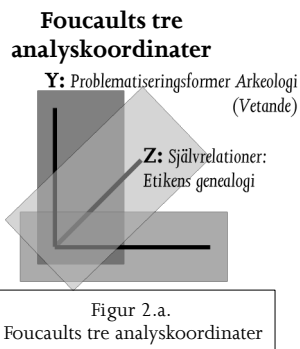 Foucaults tre
analyskoordinater
Y: Problematiseringsformer Arkeologi
(Vetande)
Z: Självrelationer:
Etikens genealogi
Figur 2.a.
Foucaults tre analyskoordinater